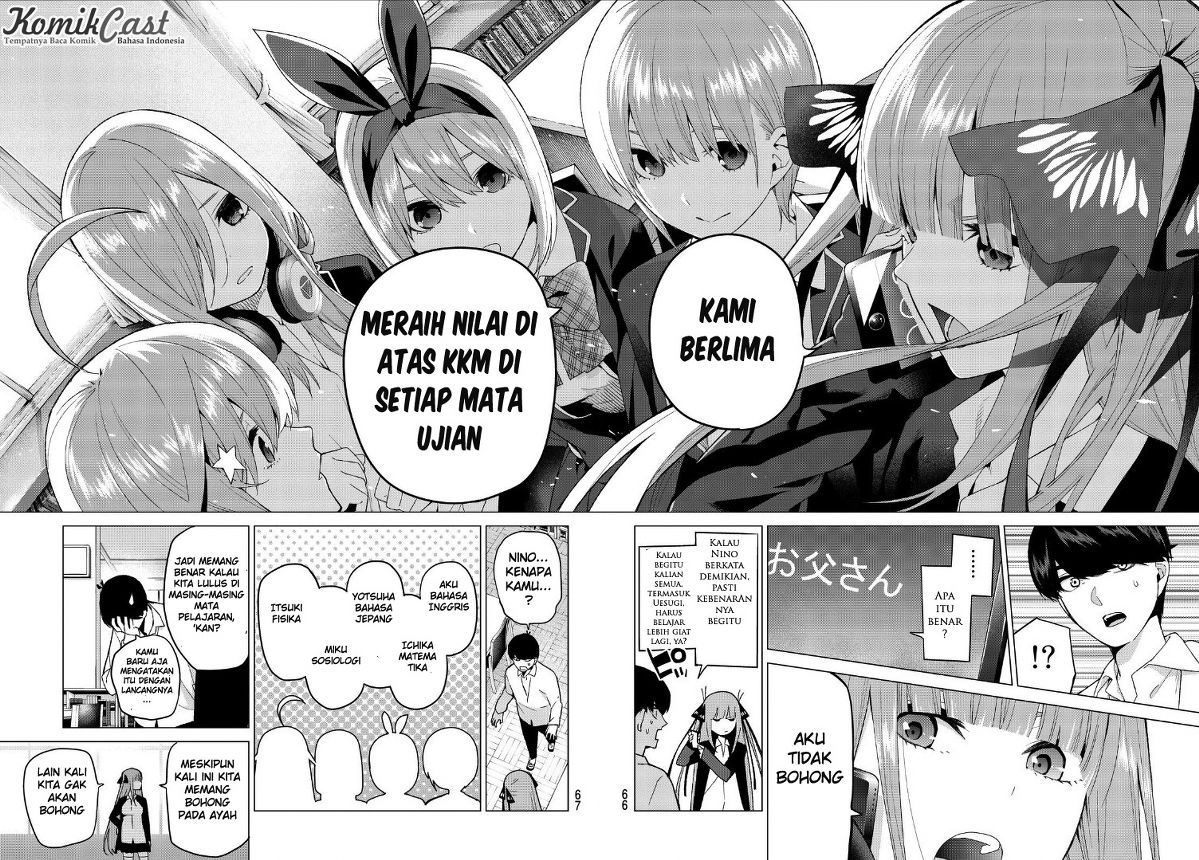 KomikCast
Tempatnya Baca Komik Bahasa Indonesia
KAMI
BERLIMA
MERAIH NILAI DI
ATAS KKM DI
SETIAP MATA
UJIAN
!?
......
APA
ITU
BENAR
?
お父さん
AKU
TIDAK
BOHONG
KALAU
NINO
BERKATA
DEMIKIAN,
PASTI
KEBENARAN
NYA
BEGITU
KALAU
BEGITU
KALIAN
SEMUA,
TERMASUK
UESUGI,
HARUS
BELAJAR
LEBIH GIAT
LAGI, YA?
ピッ
66
67
NINO...
KENAPA
KAMU...
?
AKU
BAHASA
INGGRIS
ICHIKA
MATEMA
TIKA
YOTSUHA
BAHASA
JEPANG
MIKU
SOSIOLOGI
ITSUKI
FISIKA
JADI MEMANG
BENAR KALAU
KITA LULUS DI
MASING-MASING
MATA
PELAJARAN,
'KAN?
KAMU
BARU AJA
MENGATAKAN
ITU DENGAN
LANCANGNYA
...
MESKIPUN
KALI INI KITA
MEMANG
BOHONG
PADA AYAH
LAIN KALI
KITA GAK
AKAN
BOHONG